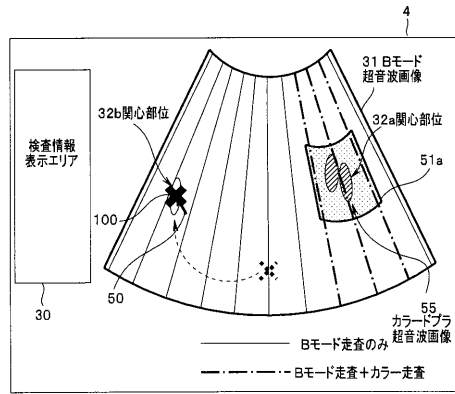 4
31 Bモード
超音波画像
32b関心部位
32a関心部位
検査情報
表示エリア
51a
100
50
30
55
カラードプラ
超音波画像
Bモード走査のみ
Bモード走査+カラー走査